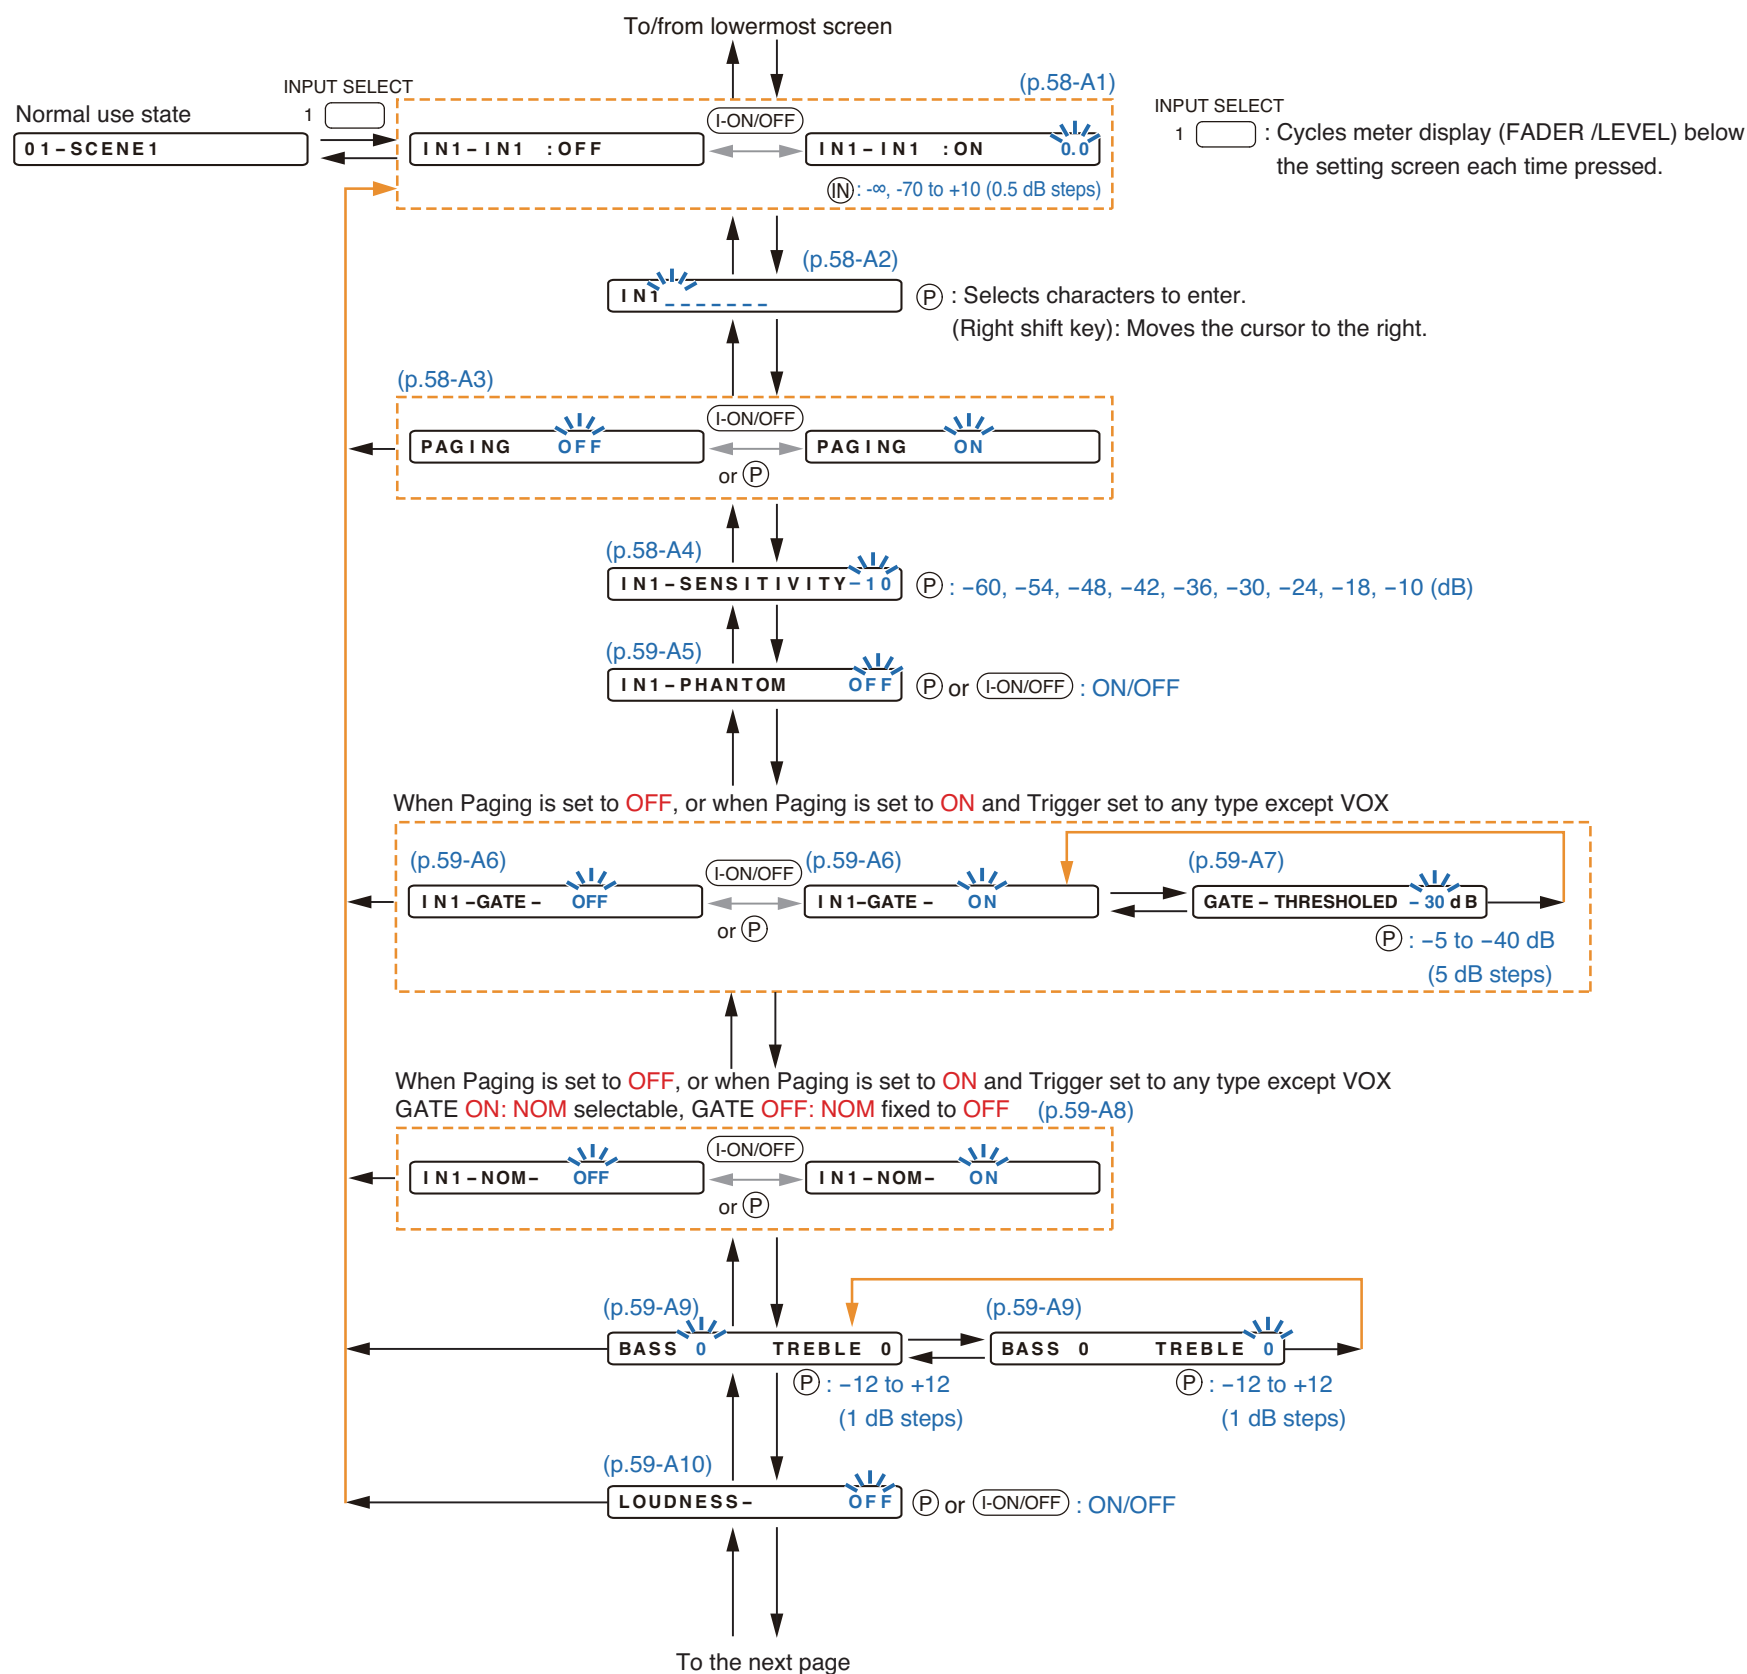 To/from lowermost screen
(p.58-A1)
INPUT SELECT
1
Normal use state
01-SCENE1
I-ON/OFF
IN1-IN1 :OFF
IN1-IN1 :ON 0.0
IN : -∞, -70 to +10 (0.5 dB steps)
INPUT SELECT
1 : Cycles meter display (FADER /LEVEL) below
the setting screen each time pressed.
(p.58-A2)
IN1_ _ _ _ _ _ _
P : Selects characters to enter.
(Right shift key): Moves the cursor to the right.
(p.58-A3)
I-ON/OFF
PAGING OFF
PAGING ON
or P
(p.58-A4)
IN1-SENSITIVITY-10
P : −60, −54, −48, −42, −36, −30, −24, −18, −10 (dB)
(p.59-A5)
IN1-PHANTOM OFF
P or I-ON/OFF : ON/OFF
When Paging is set to OFF, or when Paging is set to ON and Trigger set to any type except VOX
(p.59-A6)
I-ON/OFF
(p.59-A6)
(p.59-A7)
IN1-GATE- OFF
IN1-GATE- ON
GATE-THRESHOLED -30dB
or P
P : −5 to −40 dB
(5 dB steps)
When Paging is set to OFF, or when Paging is set to ON and Trigger set to any type except VOX
GATE ON: NOM selectable, GATE OFF: NOM fixed to OFF (p.59-A8)
I-ON/OFF
IN1-NOM- OFF
IN1-NOM- ON
or P
(p.59-A9)
(p.59-A9)
BASS 0 TREBLE 0
BASS 0 TREBLE 0
P : −12 to +12
(1 dB steps)
P : −12 to +12
(1 dB steps)
(p.59-A10)
LOUDNESS- OFF
P or I-ON/OFF : ON/OFF
To the next page